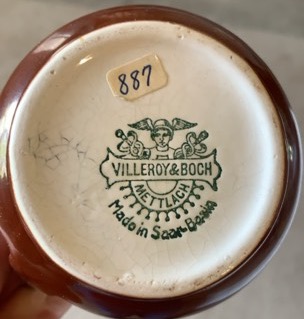 887
VILLEROY & BOCH
METTLACH
Made in Saar-Basin